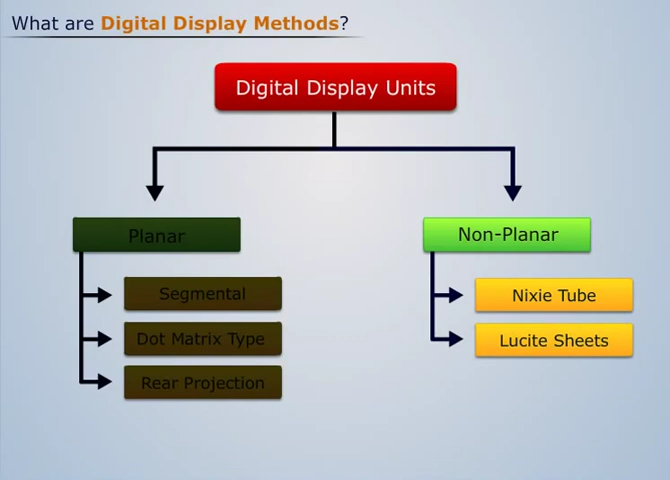 What are Digital Display Methods?
Digital Display Units
Planar
Segmental
Dot Matrix Type
Rear Projection
Non-Planar
Nixie Tube
Lucite Sheets